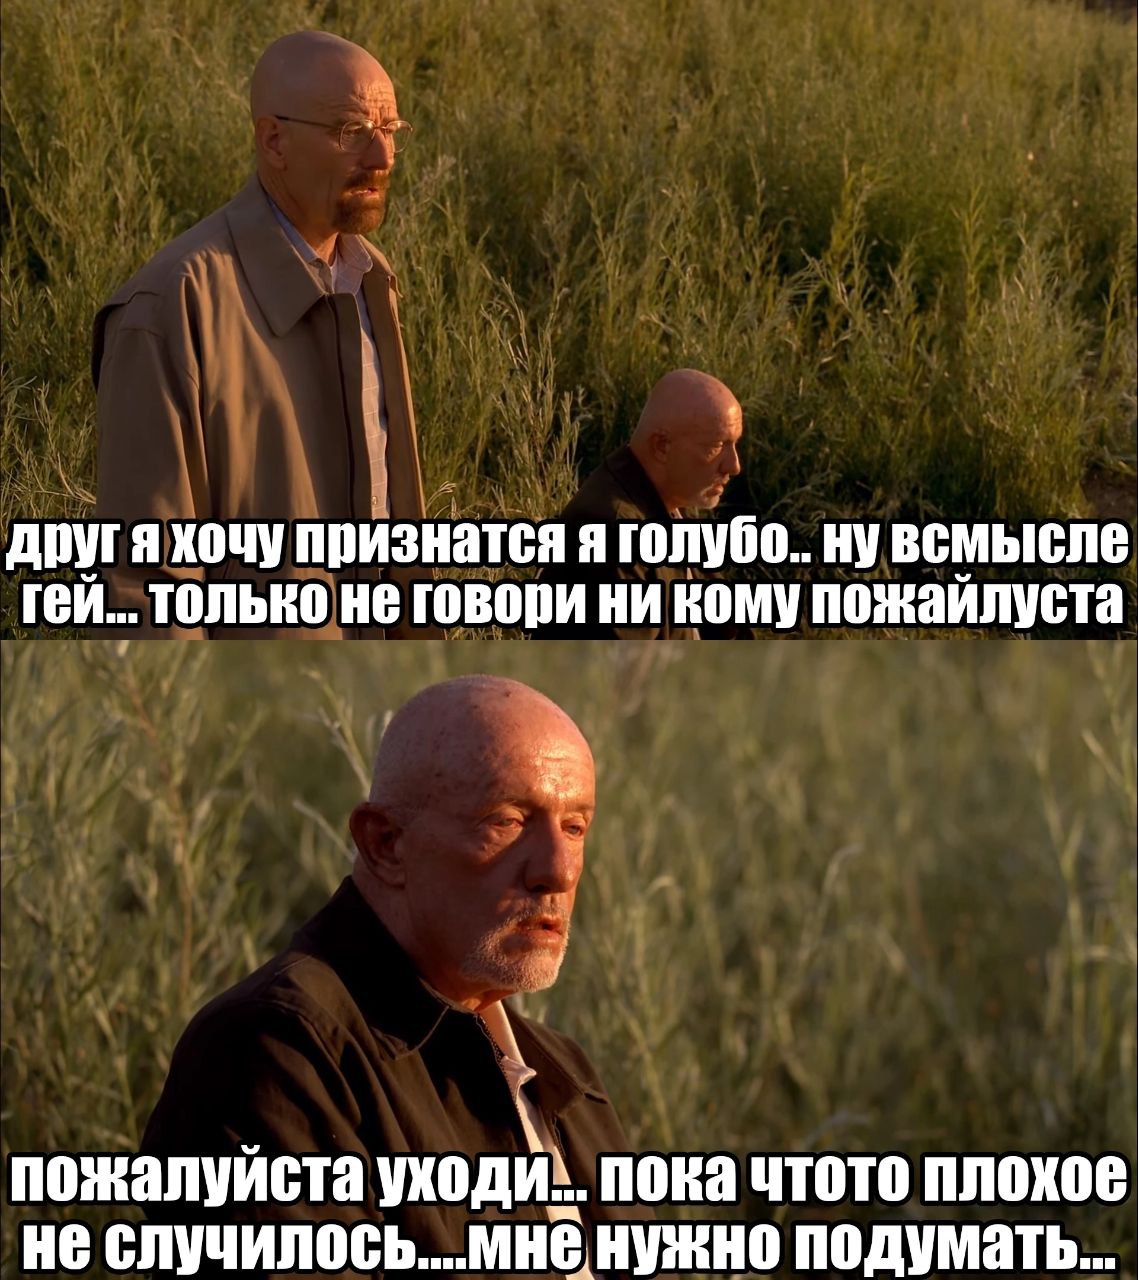 друг я хочу признатся я голубо.. ну всмысле
гей... только не говори ни кому пожайлуста
пожалуйста уходи... пока чтото плохое
не случилось....мне нужно подумать...